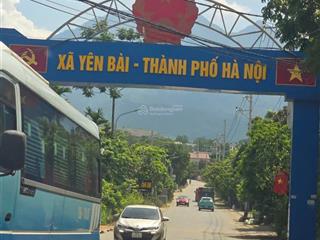 XÃ YÊN BÀI - THÀNH PHỐ HÀ NỘI